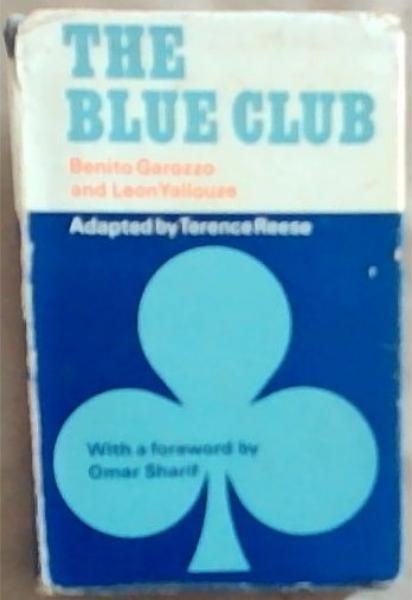 THE
BLUE CLUB
Benito Garozzo
and Leon Yallouze
Adapted by Terence Reese
With a foreword by
Omar Sharif